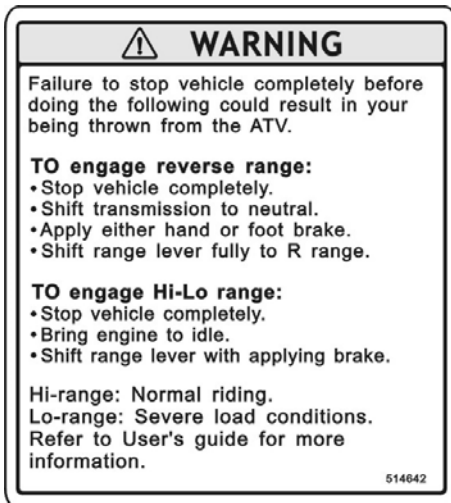 WARNING
Failure to stop vehicle completely before
doing the following could result in your
being thrown from the ATV.
TO engage reverse range:
•Stop vehicle completely.
•Shift transmission to neutral.
•Apply either hand or foot brake.
•Shift range lever fully to R range.
TO engage Hi-Lo range:
•Stop vehicle completely.
•Bring engine to idle.
•Shift range lever with applying brake.
Hi-range: Normal riding.
Lo-range: Severe load conditions.
Refer to User's guide for more
information.
514642